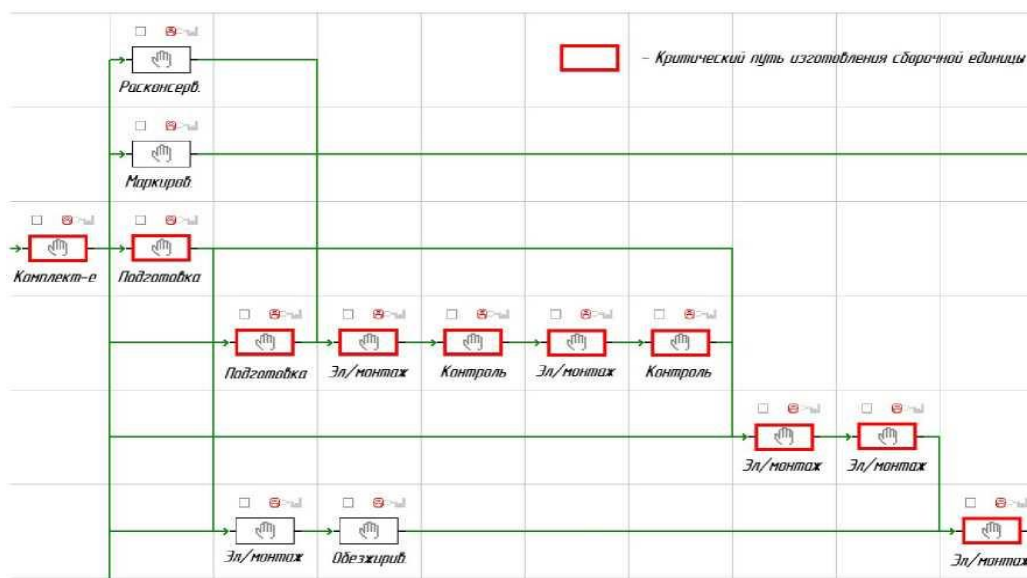 – Критический путь изготовления сборочной единицы
Расконсерв.
Маркиров.
Комплект-е
Подготовка
Подготовка
Эл/монтаж
Контроль
Эл/монтаж
Контроль
Эл/монтаж
Эл/монтаж
Эл/монтаж
Обезжирив.
Эл/монтаж